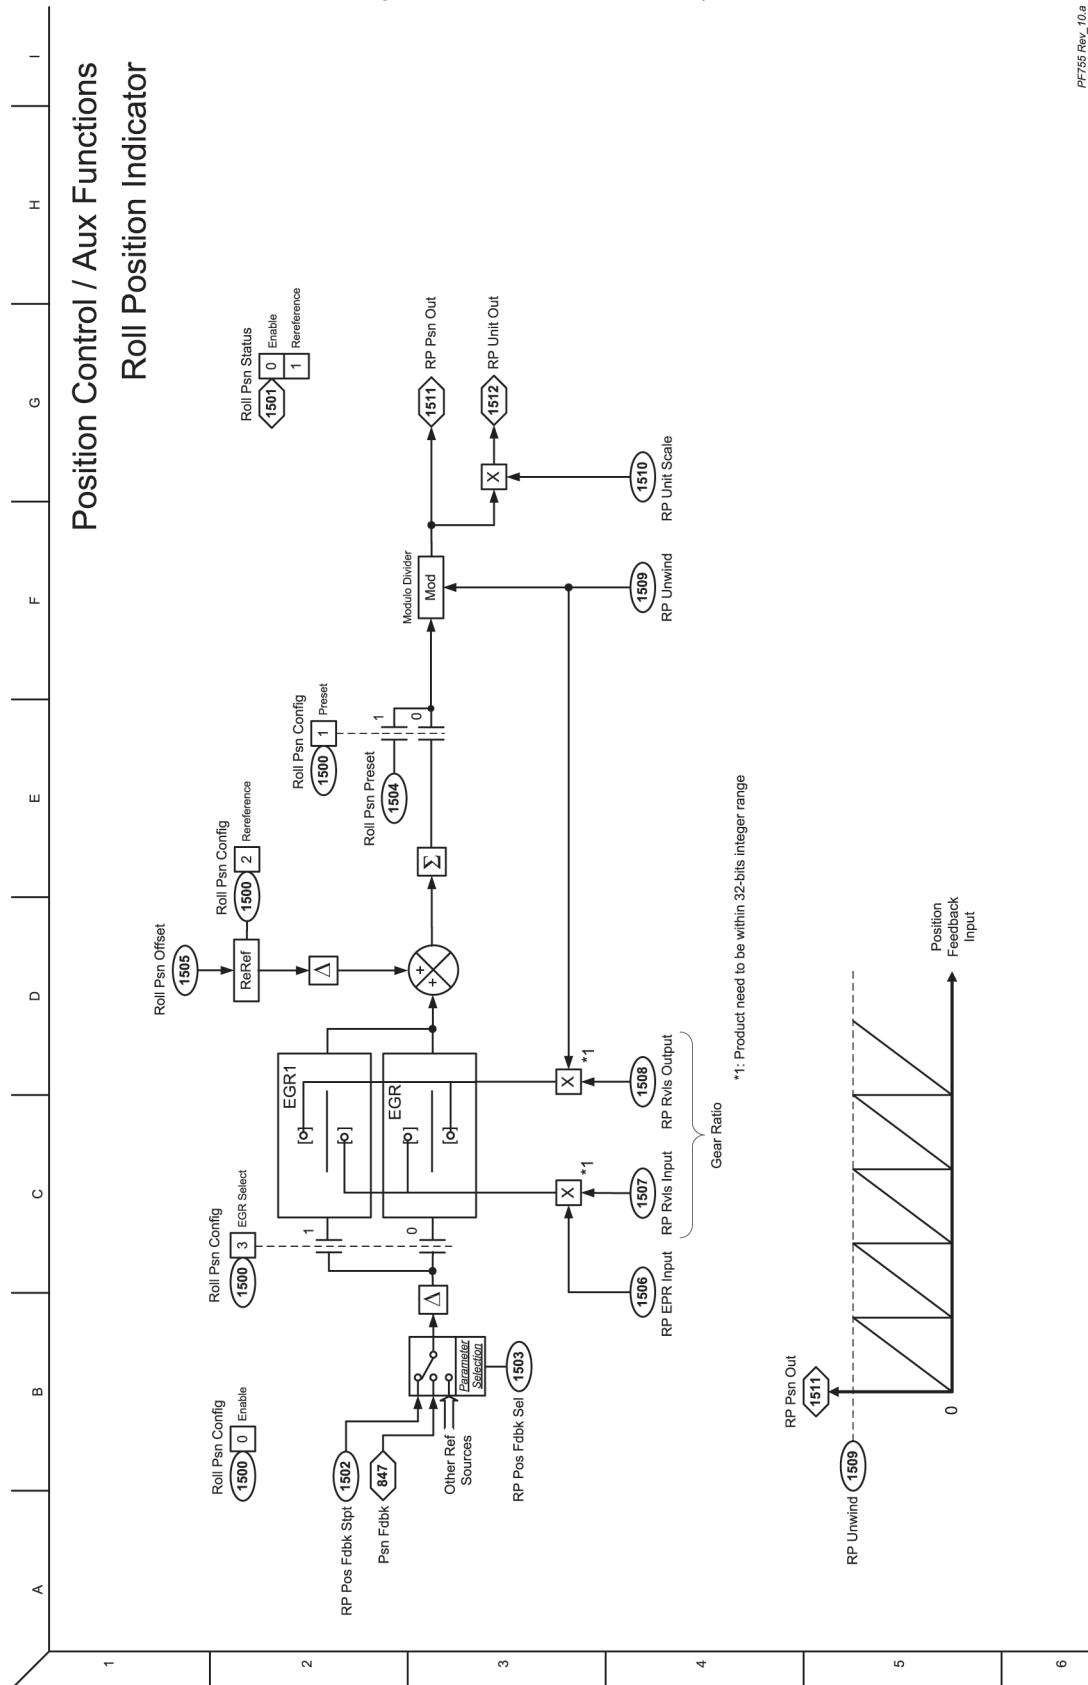 Position Control / Aux Functions
Roll Position Indicator
A
B
C
D
E
F
G
H
I
1
2
3
4
5
6
Roll Psn Config
1500
0
Enable
RP Pos Fdbk Stpt
1502
Psn Fdbk
847
Other Ref
Sources
Parameter
Selection
1503
RP Pos Fdbk Sel
Δ
Roll Psn Config
1500
3
EGR Select
1
0
EGR1
[ ]
[ ]
EGR
[ ]
[ ]
X
*1
X
*1
1506
RP EPR Input
1507
RP Rvls Input
1508
RP Rvls Output
Gear Ratio
Roll Psn Offset
1505
ReRef
Roll Psn Config
1500
2
Rereference
Δ
+
+
Σ
Roll Psn Config
1500
1
Preset
Roll Psn Preset
1504
1
0
Modulo Divider
Mod
1509
RP Unwind
Roll Psn Status
1501
0
Enable
1
Rereference
1511
RP Psn Out
X
1512
RP Unit Out
1510
RP Unit Scale
*1: Product need to be within 32-bits integer range
RP Psn Out
1511
RP Unwind
1509
0
Position
Feedback
Input
PF755 Rev_10.a